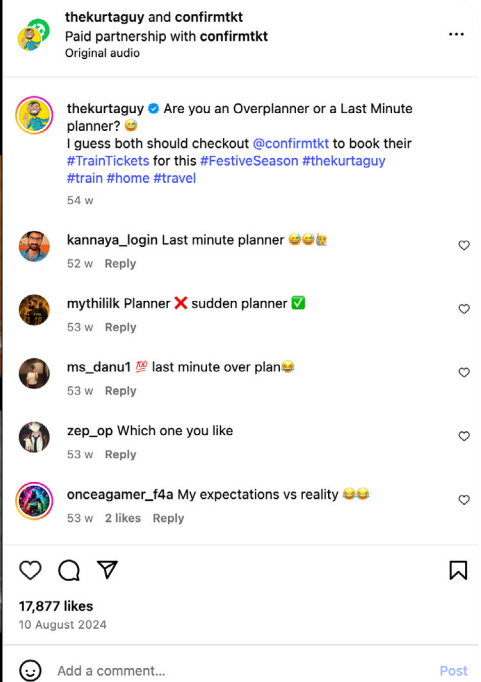 thekurtaguy and confirmtkt
Paid partnership with confirmtkt
Original audio
thekurtaguy Are you an Overplanner or a Last Minute
planner? 😅
I guess both should checkout @confirmtkt to book their
#TrainTickets for this #FestiveSeason #thekurtaguy
#train #home #travel
54 w
kannaya_login Last minute planner 😅😅🙋🏼‍♂️
52 w Reply
mythililk Planner ❌ sudden planner ✅
53 w Reply
ms_danu1 💯 last minute over plan😂
53 w Reply
zep_op Which one you like
53 w Reply
onceagamer_f4a My expectations vs reality 😂😂
53 w 2 likes Reply
17,877 likes
10 August 2024
Add a comment...
Post